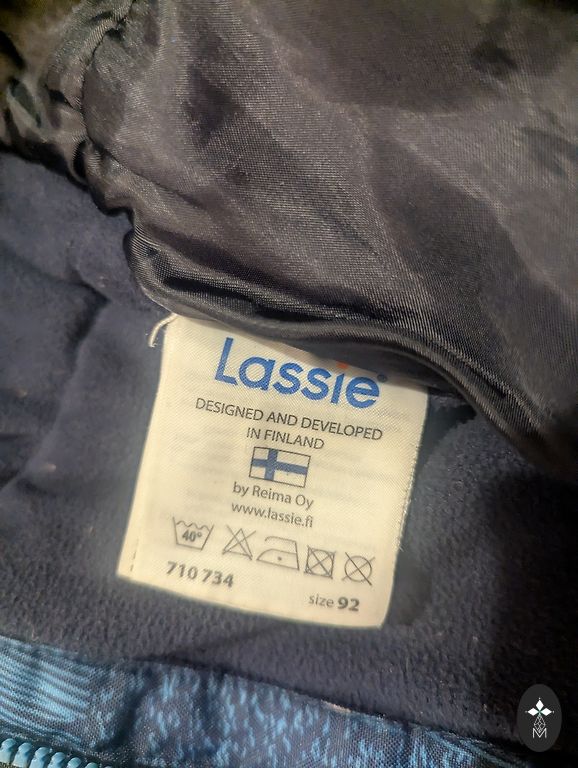 Lassie®
DESIGNED AND DEVELOPED
IN FINLAND
by Reima Oy
www.lassie.fi
40°
710 734
size 92
M